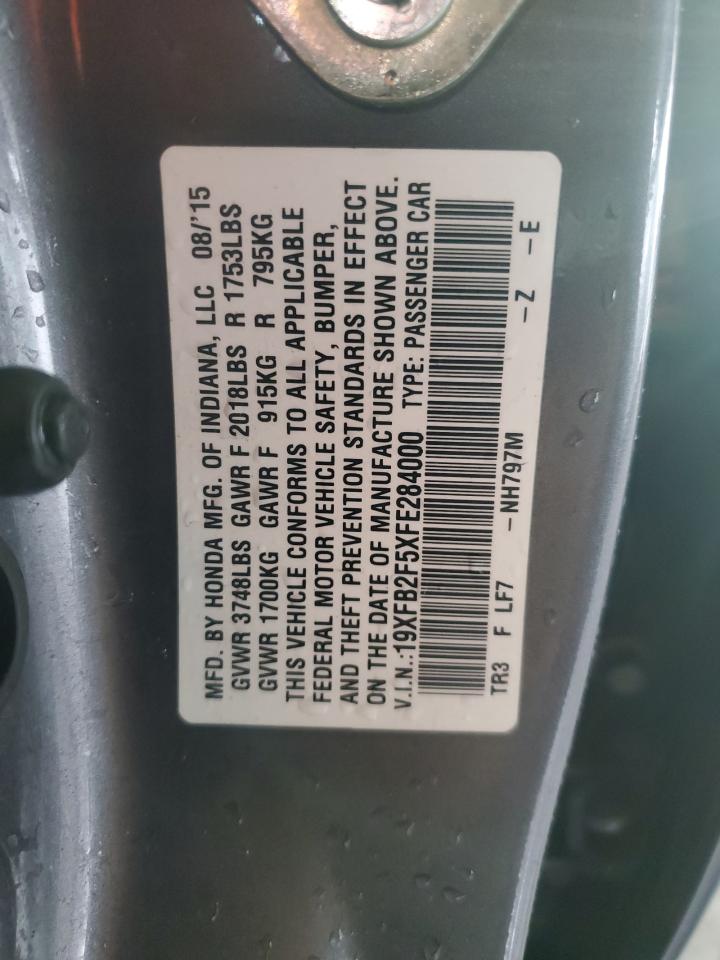 MFD. BY HONDA MFG. OF INDIANA, LLC 08/'15
GVWR 3748LBS GAWR F 2018LBS R 1753LBS
GVWR 1700KG GAWR F 915KG R 795KG
THIS VEHICLE CONFORMS TO ALL APPLICABLE
FEDERAL MOTOR VEHICLE SAFETY, BUMPER,
AND THEFT PREVENTION STANDARDS IN EFFECT
ON THE DATE OF MANUFACTURE SHOWN ABOVE.
V.I.N.:19XFB2F5XFE284000 TYPE: PASSENGER CAR
TR3 F LF7 -NH797M -Z -E